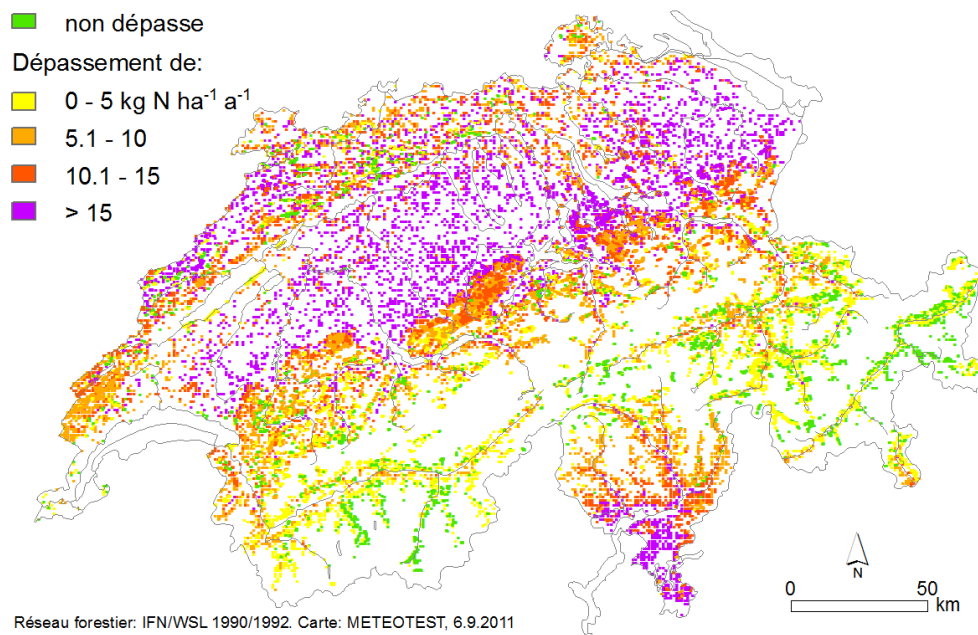 non dépasse
Dépassement de:
0 - 5 kg N ha⁻¹ a⁻¹
5.1 - 10
10.1 - 15
> 15
N
0 50
km
Réseau forestier: IFN/WSL 1990/1992. Carte: METEOTEST, 6.9.2011